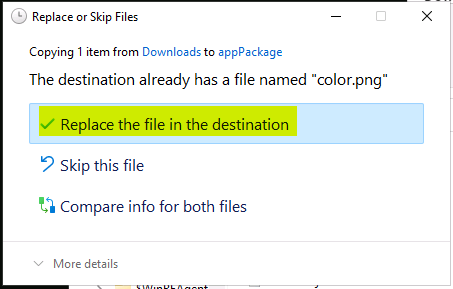 Replace or Skip Files
Copying 1 item from Downloads to appPackage
The destination already has a file named "color.png"
Replace the file in the destination
Skip this file
Compare info for both files
More details